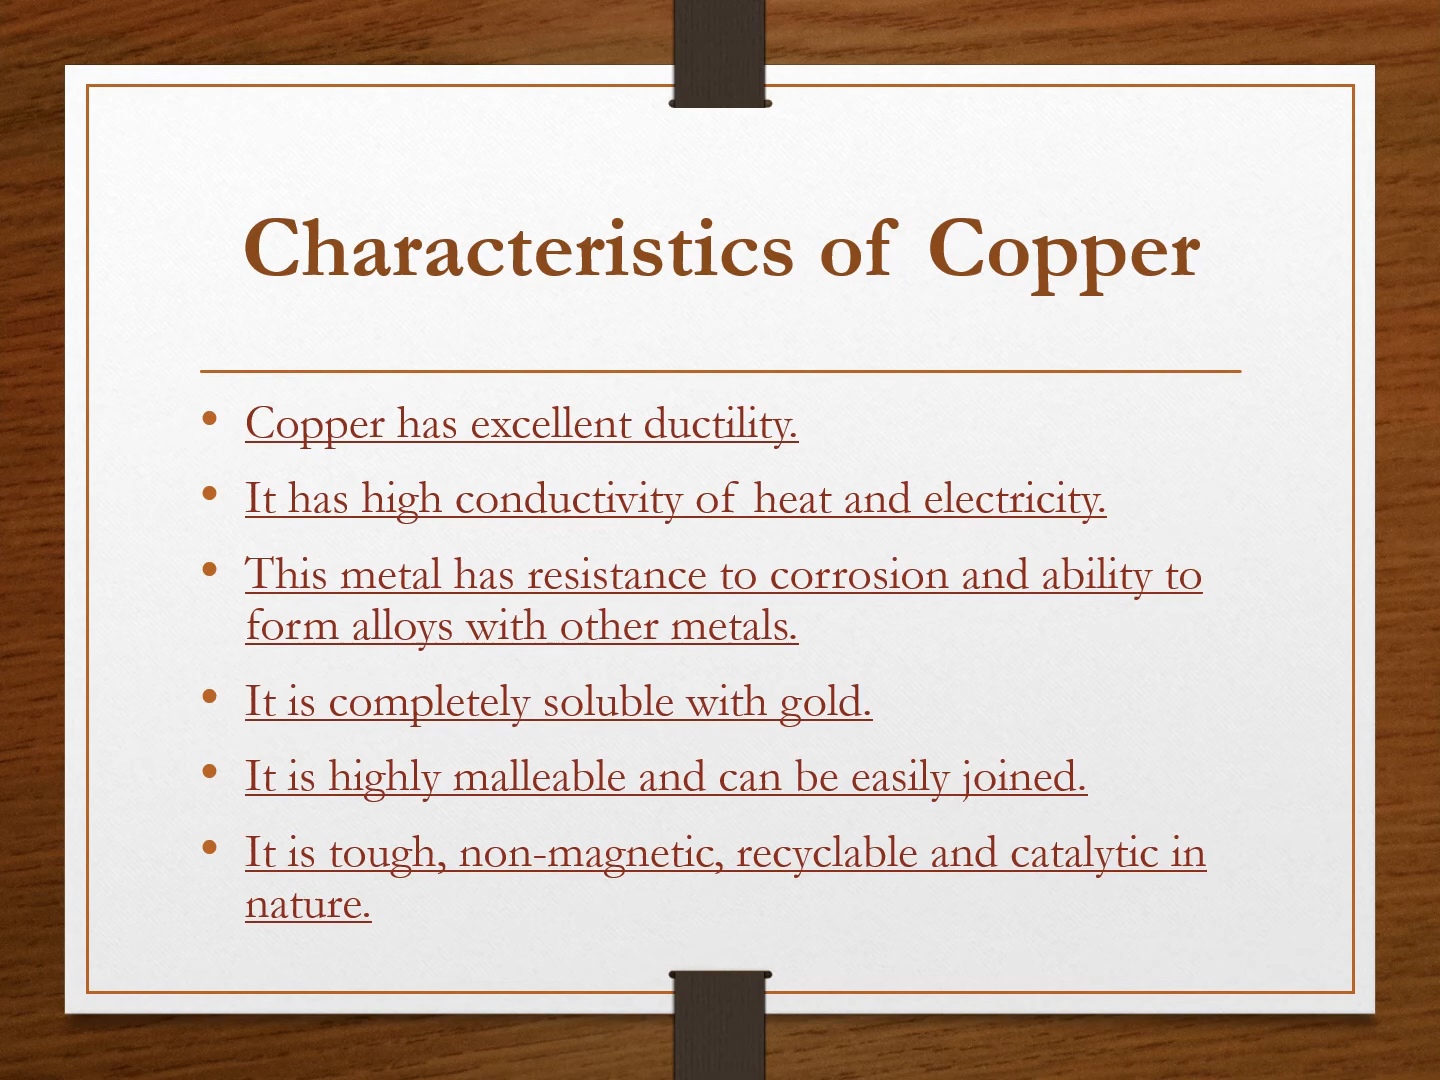 Characteristics of Copper
• Copper has excellent ductility.
• It has high conductivity of heat and electricity.
• This metal has resistance to corrosion and ability to
form alloys with other metals.
• It is completely soluble with gold.
• It is highly malleable and can be easily joined.
• It is tough, non-magnetic, recyclable and catalytic in
nature.